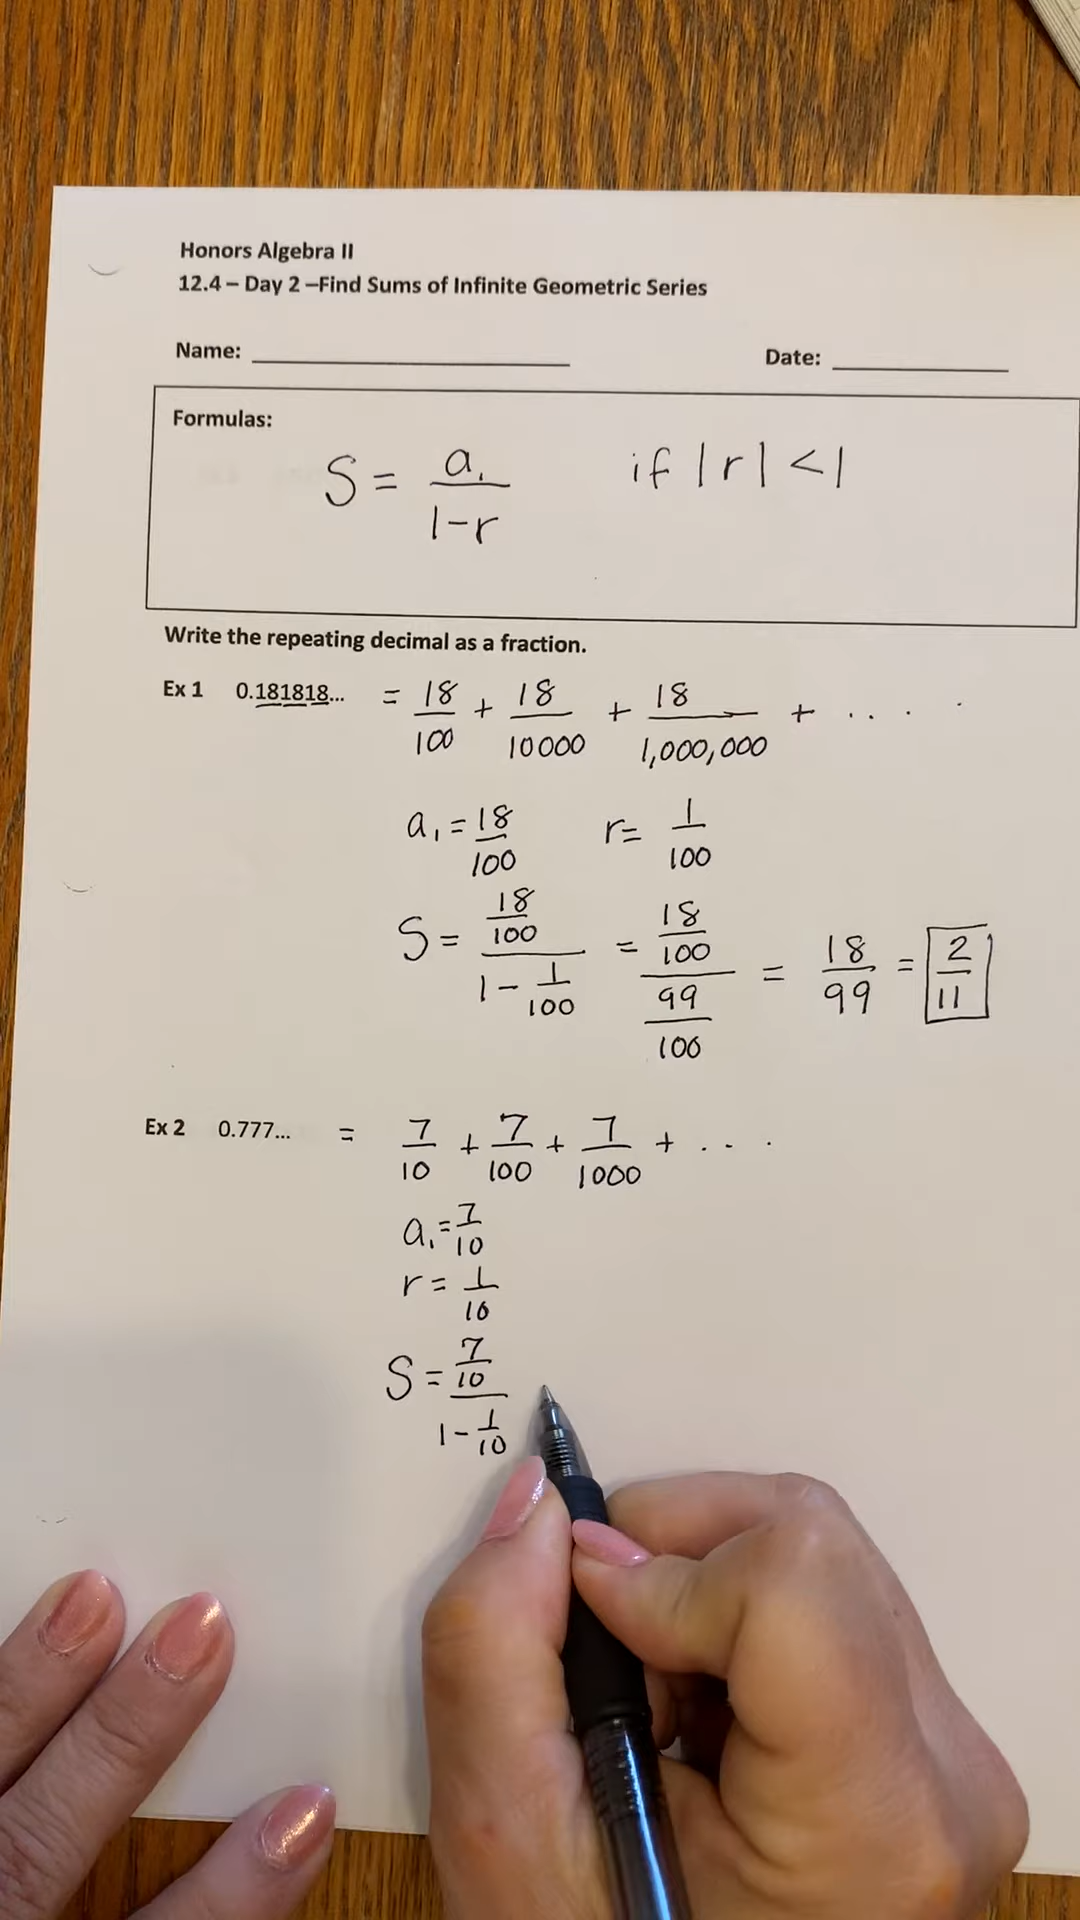 Honors Algebra II
12.4 – Day 2 –Find Sums of Infinite Geometric Series
Name: ____________ Date: ____________
Formulas:
S = a₁/(1-r) if |r| < 1
Write the repeating decimal as a fraction.
Ex 1 0.181818... = 18/100 + 18/10000 + 18/1,000,000 + ....
a₁ = 18/100 r = 1/100
S = (18/100)/(1 - 1/100) = (18/100)/(99/100) = 18/99 = 2/11
Ex 2 0.777... = 7/10 + 7/100 + 7/1000 + ...
a₁ = 7/10
r = 1/10
S = (7/10)/(1 - 1/10)